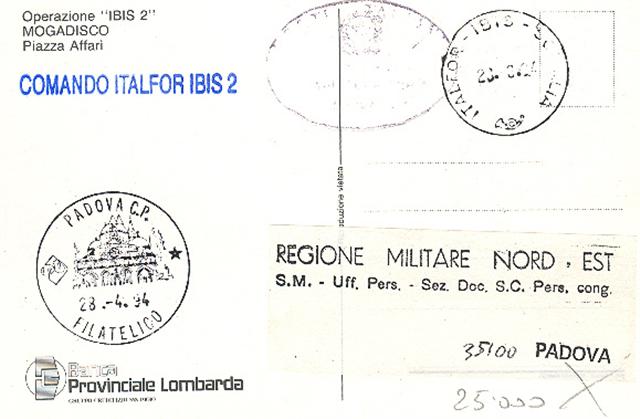 Operazione "IBIS 2"
MOGADISCO
Piazza Affari
COMANDO ITALFOR IBIS 2
ITALFOR - IBIS - SOMALIA
PADOVA C.P.
28.-4.94
FILATELICO
Banca
Provinciale Lombarda
REGIONE MILITARE NORD . EST
S.M. - Uff. Pers. - Sez. Doc. S.C. Pers. cong.
35100 PADOVA
25.000